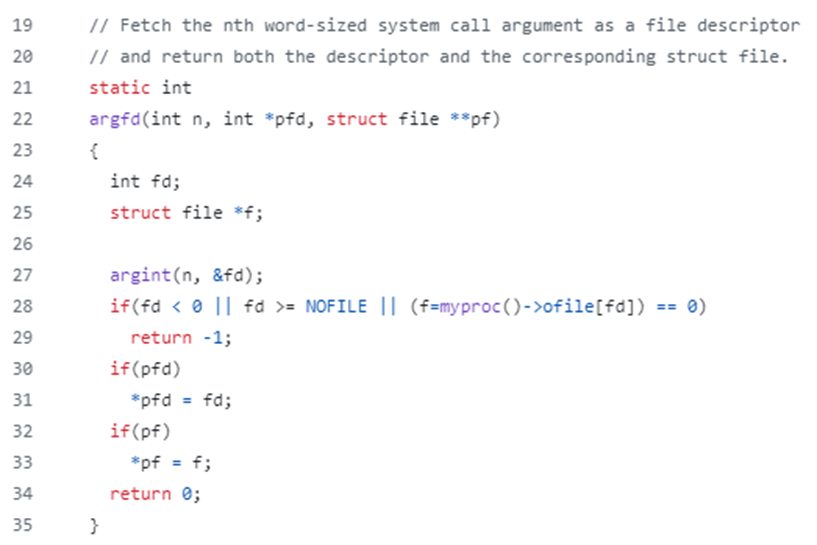 19 // Fetch the nth word-sized system call argument as a file descriptor
20 // and return both the descriptor and the corresponding struct file.
21 static int
22 argfd(int n, int *pfd, struct file **pf)
23 {
24   int fd;
25   struct file *f;
26
27   argint(n, &fd);
28   if(fd < 0 || fd >= NOFILE || (f=myproc()->ofile[fd]) == 0)
29     return -1;
30   if(pfd)
31     *pfd = fd;
32   if(pf)
33     *pf = f;
34   return 0;
35 }